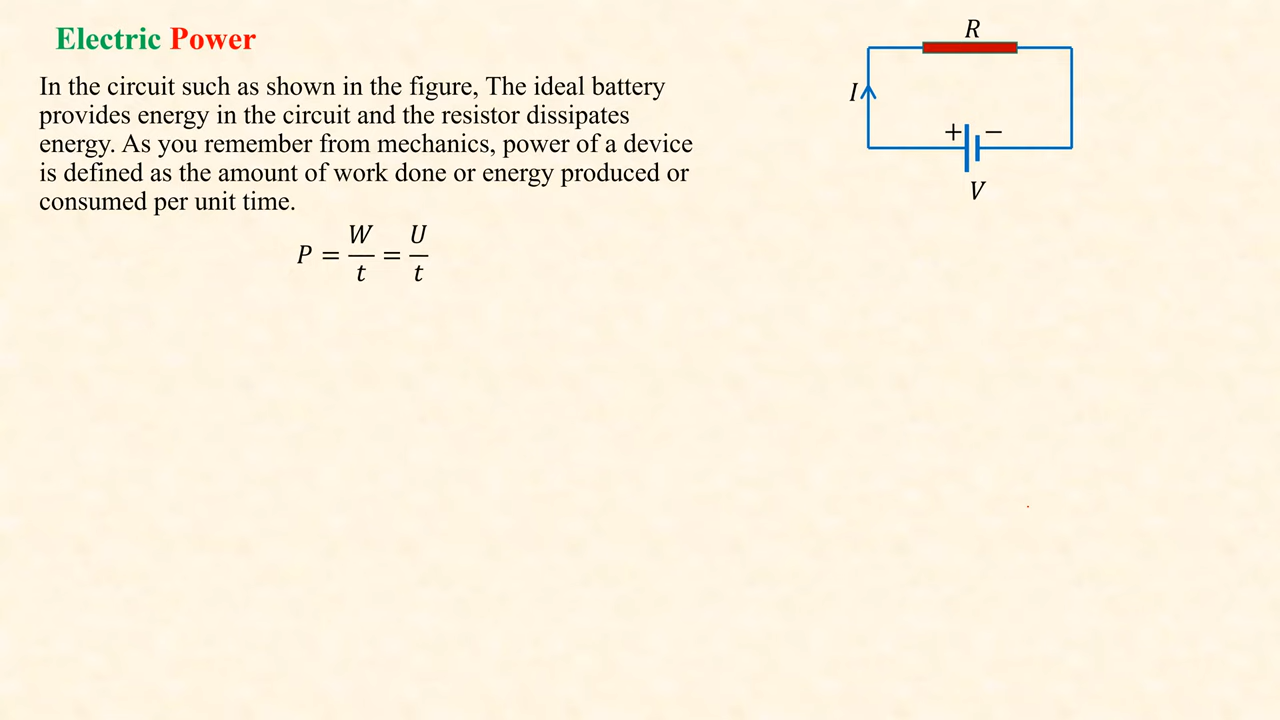 Electric Power
In the circuit such as shown in the figure, The ideal battery
provides energy in the circuit and the resistor dissipates
energy. As you remember from mechanics, power of a device
is defined as the amount of work done or energy produced or
consumed per unit time.
P = W/t = U/t
R
I
+ −
V